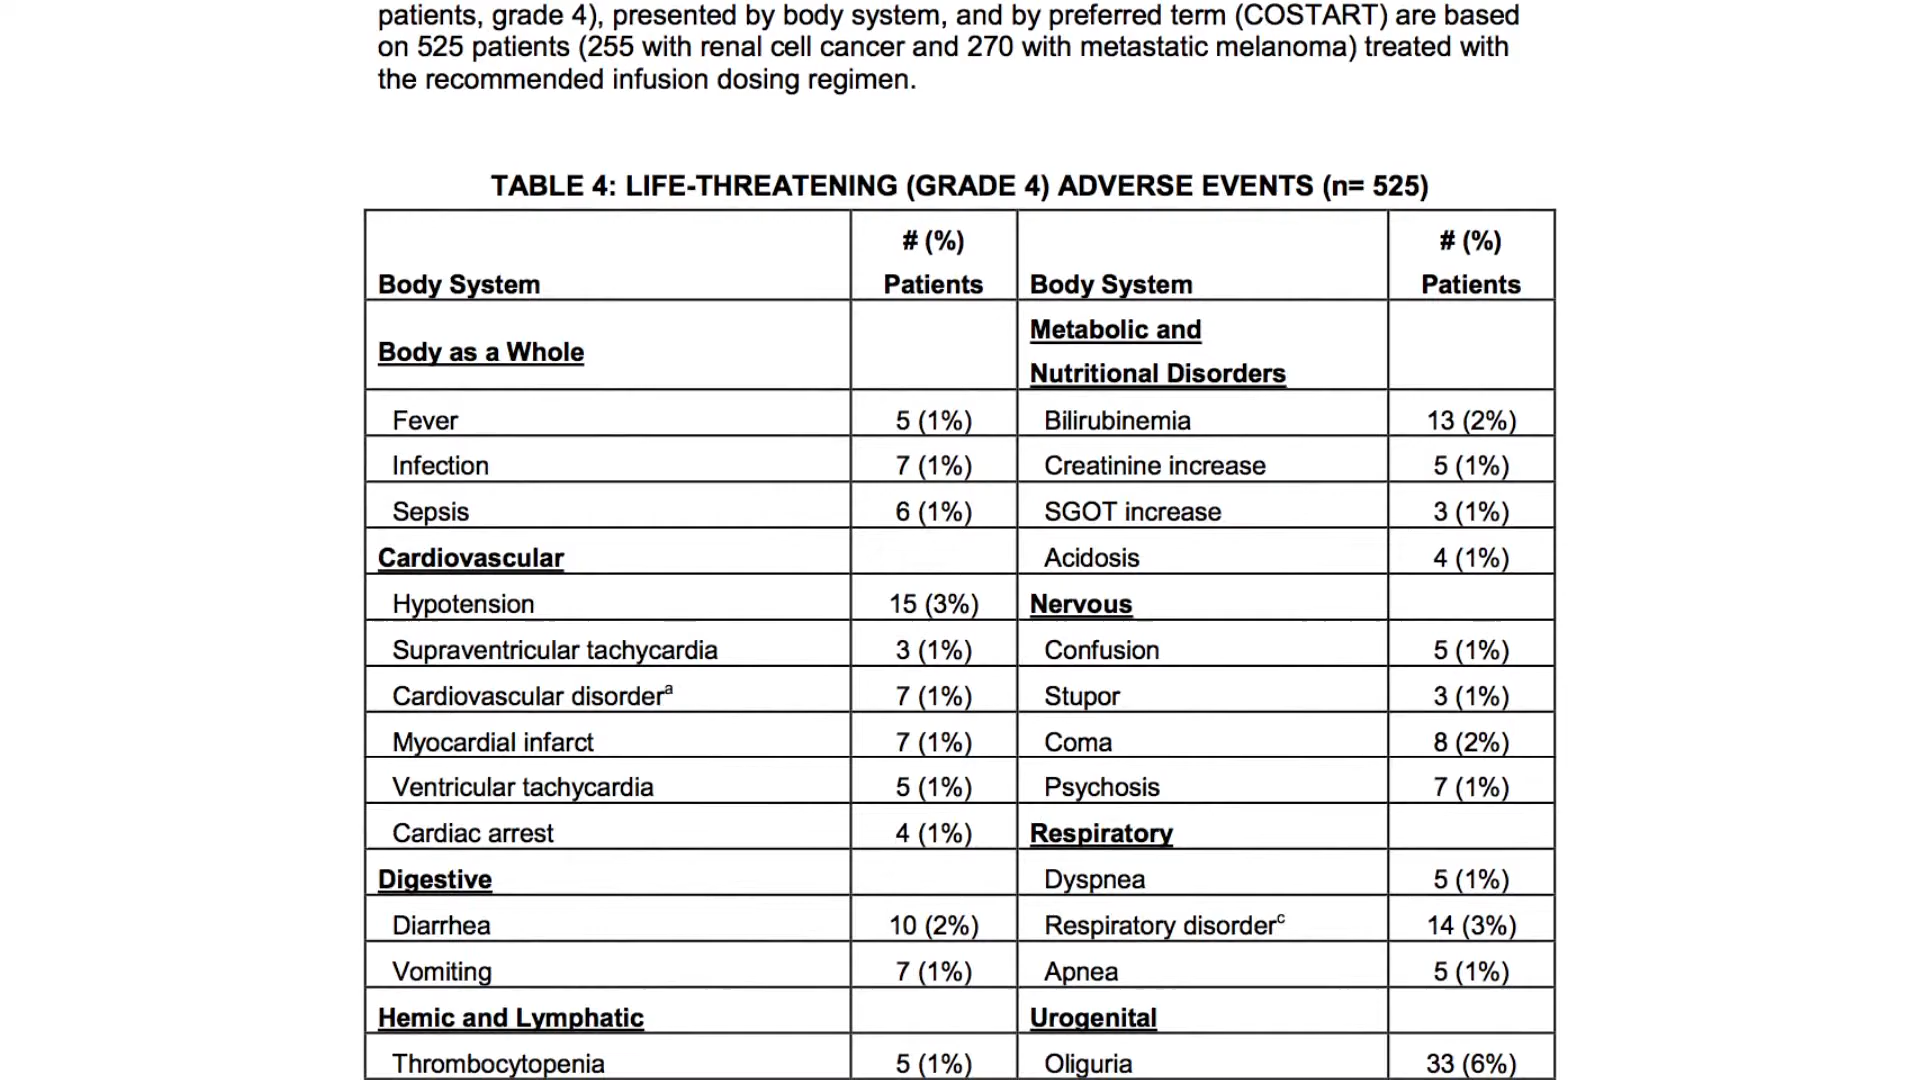 patients, grade 4), presented by body system, and by preferred term (COSTART) are based
on 525 patients (255 with renal cell cancer and 270 with metastatic melanoma) treated with
the recommended infusion dosing regimen.
TABLE 4: LIFE-THREATENING (GRADE 4) ADVERSE EVENTS (n= 525)
Body System # (%) Patients Body System # (%) Patients
Body as a Whole Metabolic and Nutritional Disorders
Fever 5 (1%) Bilirubinemia 13 (2%)
Infection 7 (1%) Creatinine increase 5 (1%)
Sepsis 6 (1%) SGOT increase 3 (1%)
Cardiovascular Acidosis 4 (1%)
Hypotension 15 (3%) Nervous
Supraventricular tachycardia 3 (1%) Confusion 5 (1%)
Cardiovascular disorderᵃ 7 (1%) Stupor 3 (1%)
Myocardial infarct 7 (1%) Coma 8 (2%)
Ventricular tachycardia 5 (1%) Psychosis 7 (1%)
Cardiac arrest 4 (1%) Respiratory
Digestive Dyspnea 5 (1%)
Diarrhea 10 (2%) Respiratory disorderᶜ 14 (3%)
Vomiting 7 (1%) Apnea 5 (1%)
Hemic and Lymphatic Urogenital
Thrombocytopenia 5 (1%) Oliguria 33 (6%)